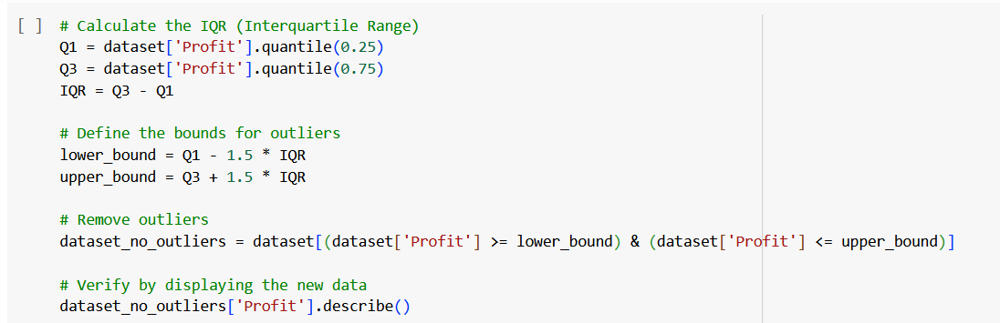 [ ] # Calculate the IQR (Interquartile Range)
Q1 = dataset['Profit'].quantile(0.25)
Q3 = dataset['Profit'].quantile(0.75)
IQR = Q3 - Q1
# Define the bounds for outliers
lower_bound = Q1 - 1.5 * IQR
upper_bound = Q3 + 1.5 * IQR
# Remove outliers
dataset_no_outliers = dataset[(dataset['Profit'] >= lower_bound) & (dataset['Profit'] <= upper_bound)]
# Verify by displaying the new data
dataset_no_outliers['Profit'].describe()